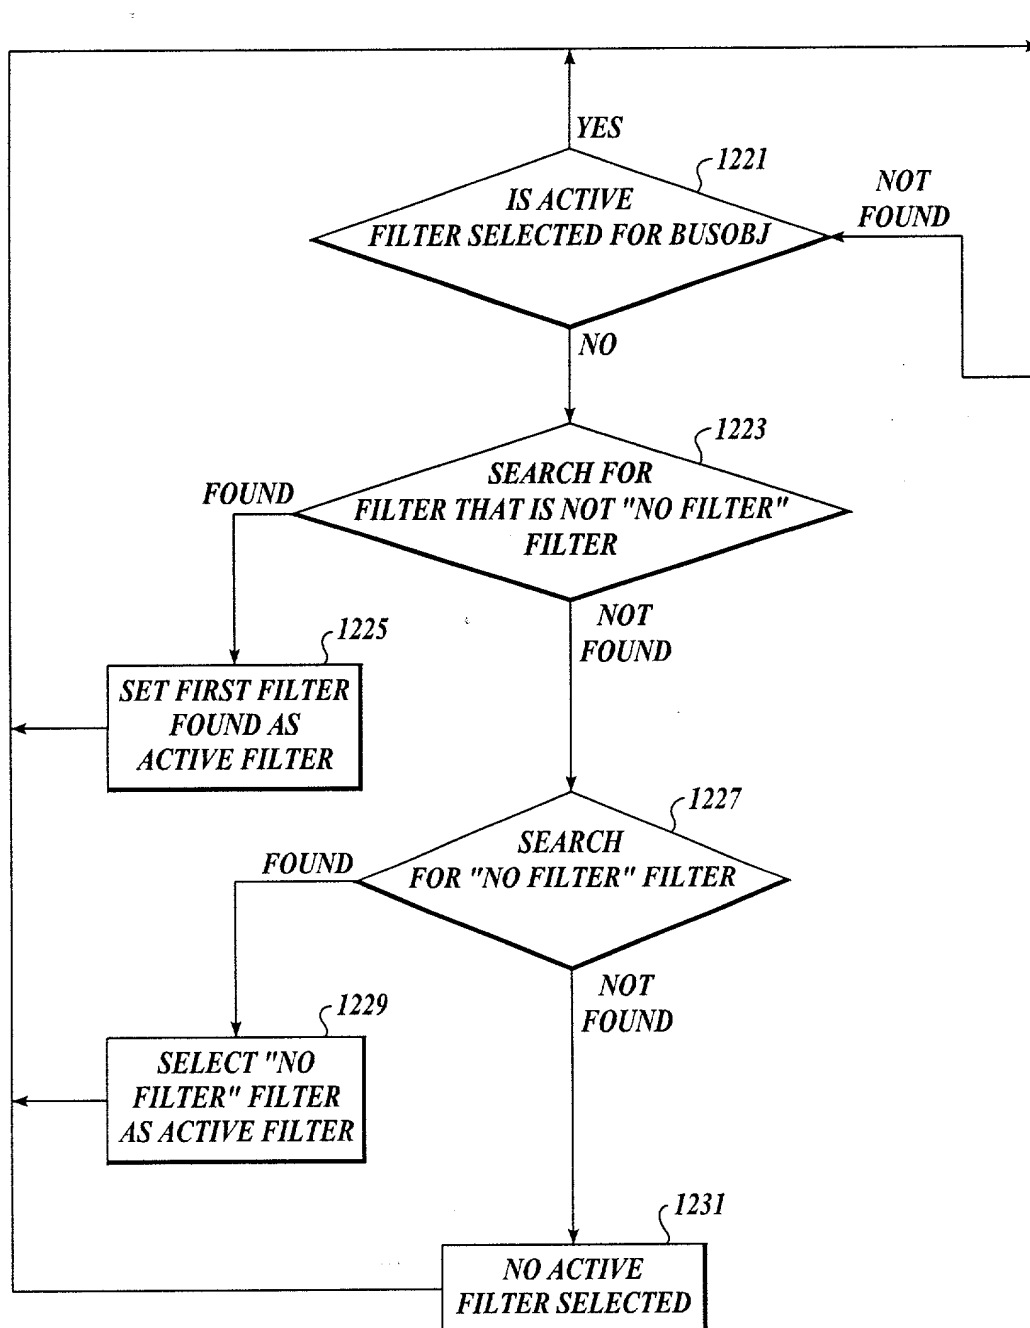 YES
1221
IS ACTIVE
FILTER SELECTED FOR BUSOBJ
NOT
FOUND
NO
1223
SEARCH FOR
FILTER THAT IS NOT "NO FILTER"
FILTER
FOUND
NOT
FOUND
1225
SET FIRST FILTER
FOUND AS
ACTIVE FILTER
1227
SEARCH
FOR "NO FILTER" FILTER
FOUND
NOT
FOUND
1229
SELECT "NO
FILTER" FILTER
AS ACTIVE FILTER
1231
NO ACTIVE
FILTER SELECTED